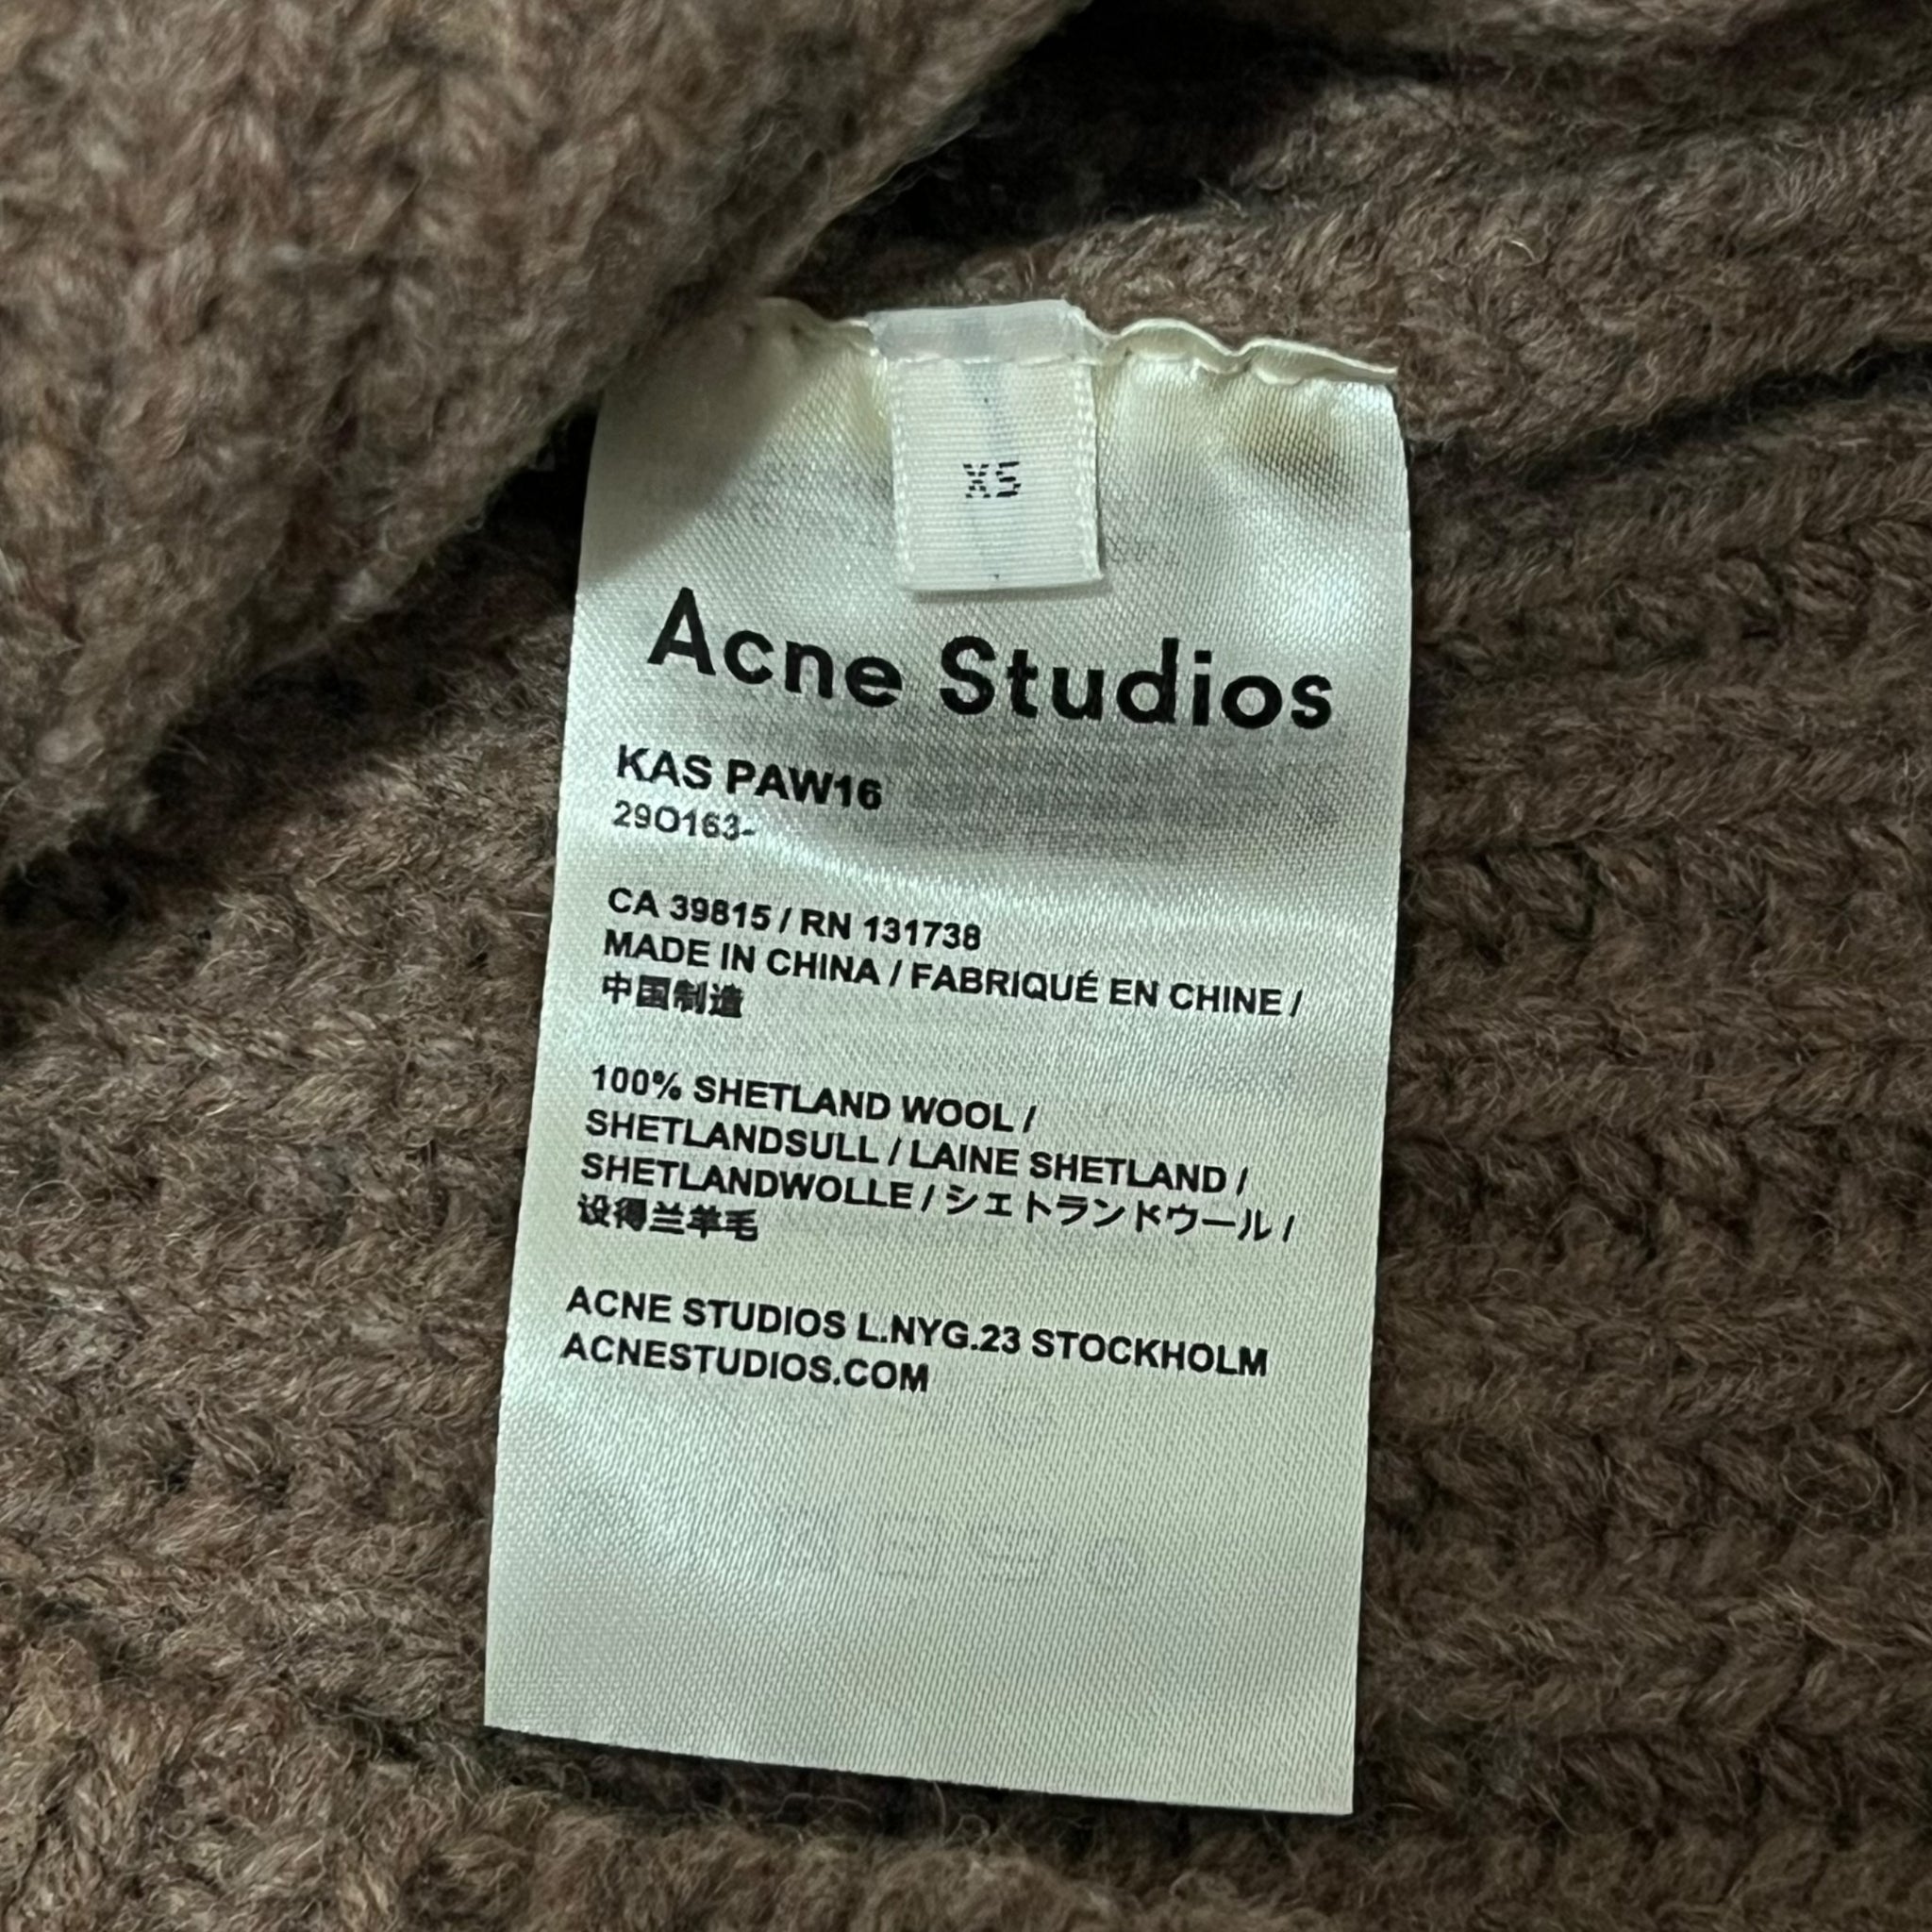 XS
Acne Studios
KAS PAW16
29O163-
CA 39815 / RN 131738
MADE IN CHINA / FABRIQUÉ EN CHINE /
中国制造
100% SHETLAND WOOL /
SHETLANDSULL / LAINE SHETLAND /
SHETLANDWOLLE / シェトランドウール /
设得兰羊毛
ACNE STUDIOS L.NYG.23 STOCKHOLM
ACNESTUDIOS.COM